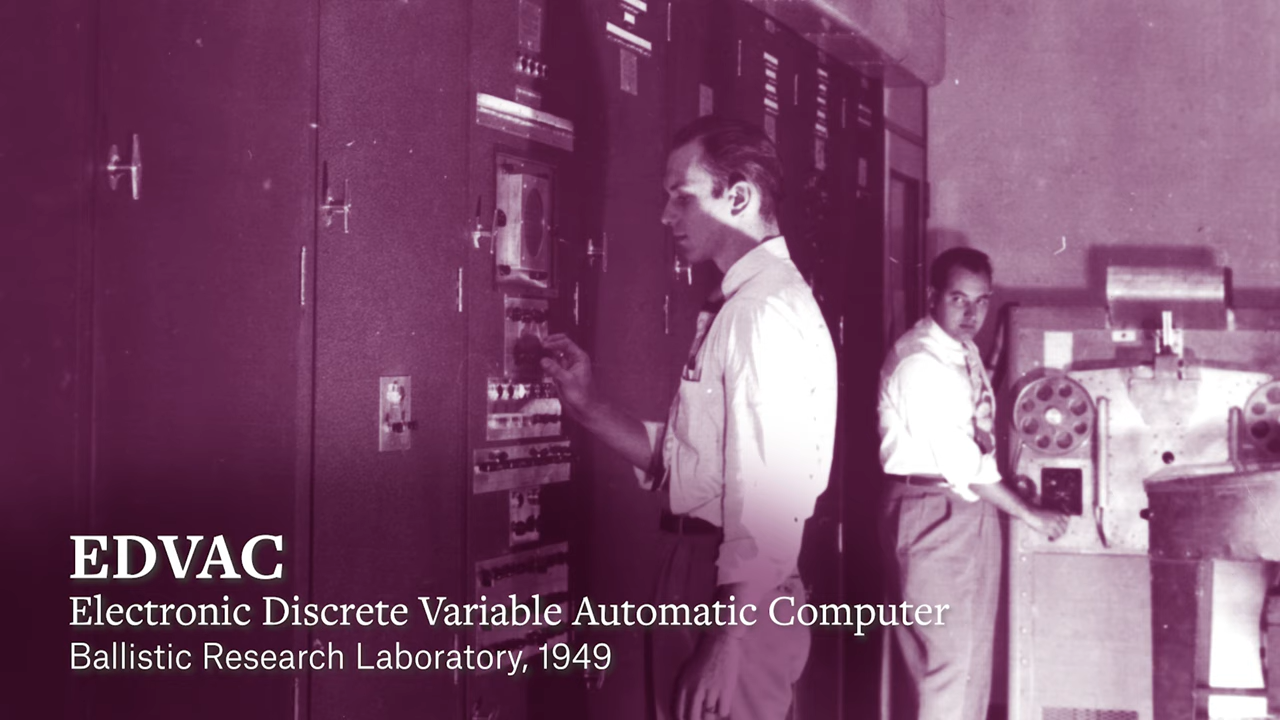 EDVAC
Electronic Discrete Variable Automatic Computer
Ballistic Research Laboratory, 1949